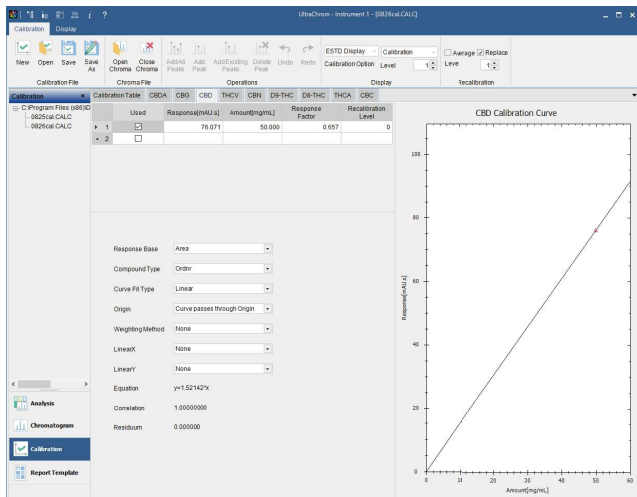 UltraChrom - Instrument 1 - [0826cal.CALC]
Calibration Display
New Open Save Save As Open Chroma Close Chroma Add All Peaks Add Peak Add Existing Peaks Delete Peak Undo Redo
ESTD Display Calibration
Calibration Option Level 1
Average Replace
Leve 1
Calibration File Chroma File Operations Display Recalibration
Calibration
C:\Program Files (x86)\D
0825cal.CALC
0826cal.CALC
Calibration Table CBDA CBG CBD THCV CBN D9-THC D8-THC THCA CBC
Used Response[mAU.s] Amount[mg/mL] Response Factor Recalibration Level
1 76.071 50.000 0.657 0
2
Response Base Area
Compound Type Ordnr
Curve Fit Type Linear
Origin Curve passes through Origin
Weighting Method None
LinearX None
LinearY None
Equation y=1.52142*x
Correlation 1.00000000
Residuum 0.000000
Analysis
Chromatogram
Calibration
Report Template
CBD Calibration Curve
100
80
60
40
20
0
Response[mAU.s]
0 10 20 30 40 50 60
Amount[mg/mL]